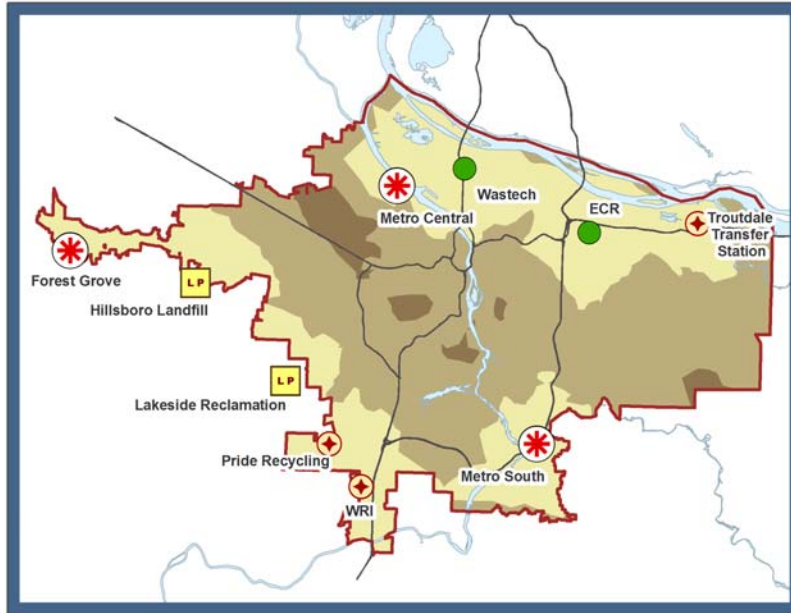 Wastech
Metro Central
ECR
Troutdale
Transfer
Station
Forest Grove
L P
Hillsboro Landfill
L P
Lakeside Reclamation
Pride Recycling
Metro South
WRI